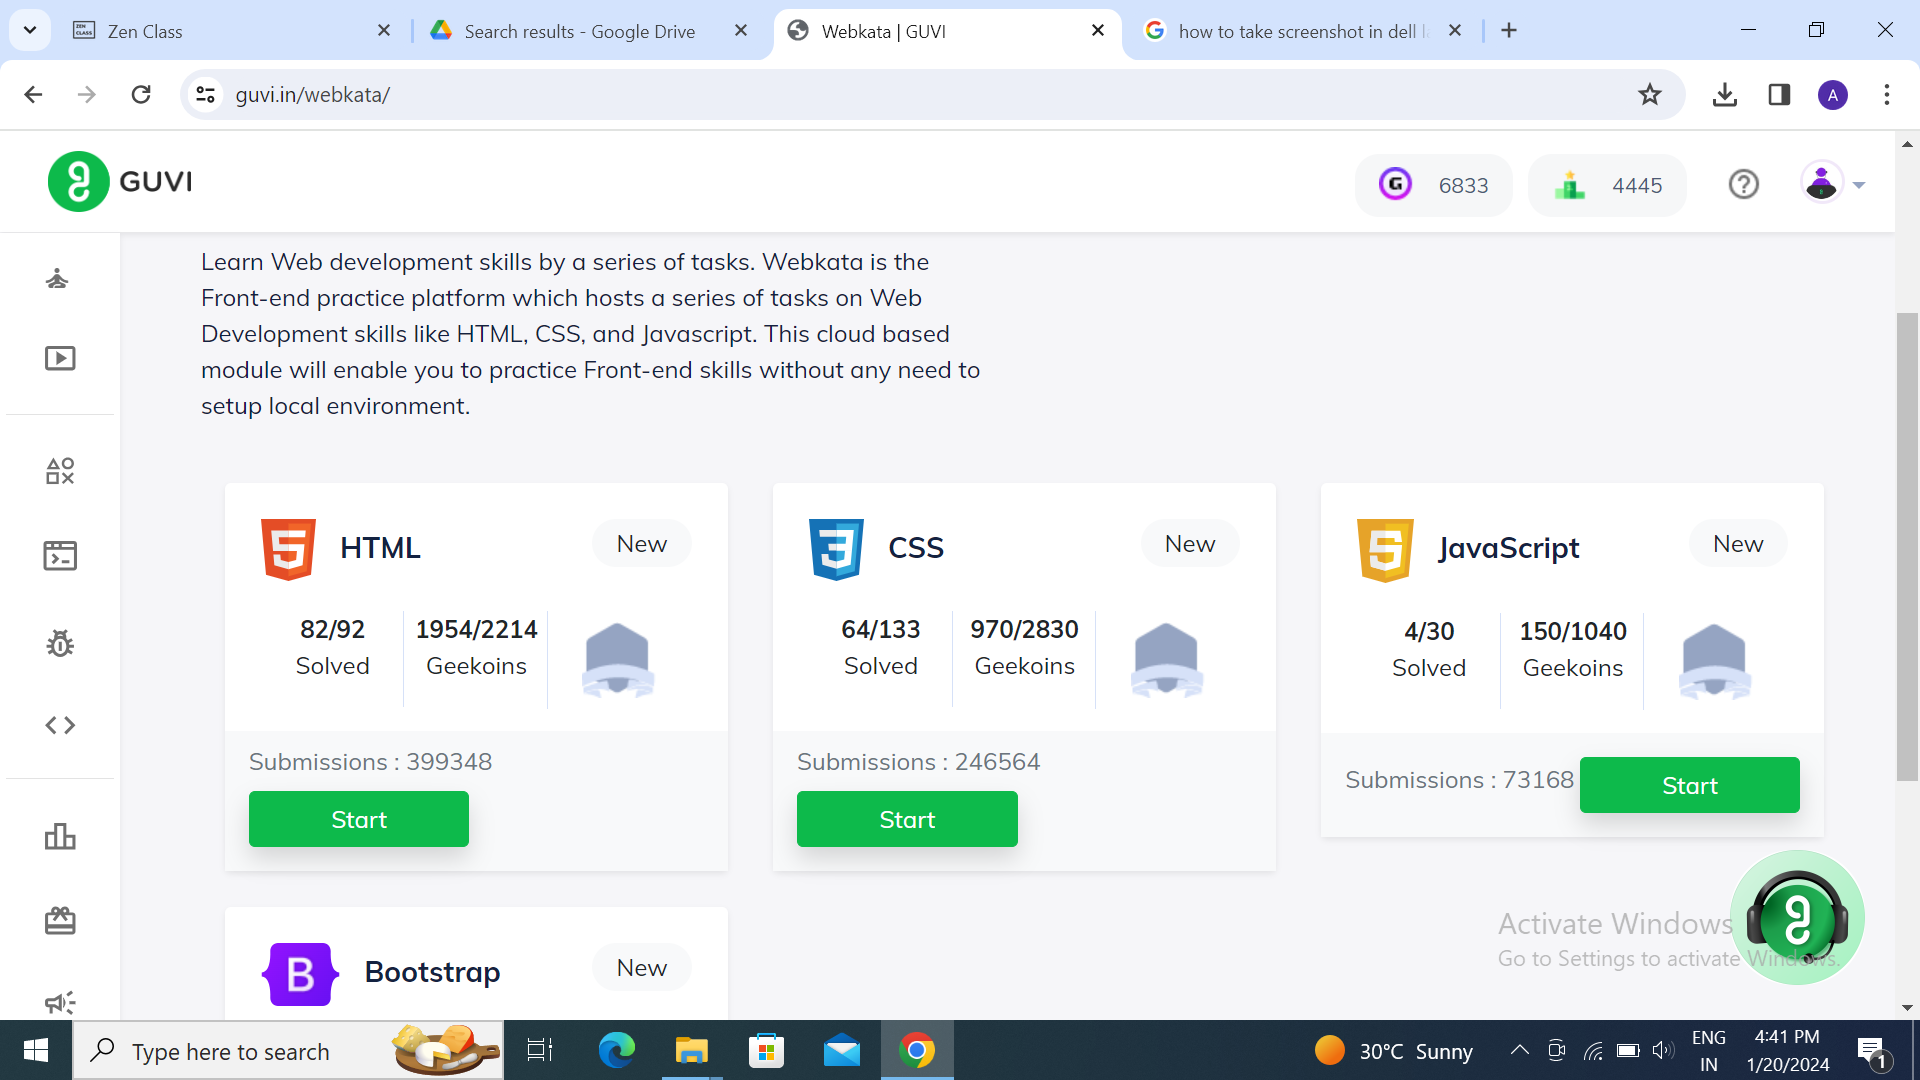 Zen Class
Search results - Google Drive
Webkata | GUVI
how to take screenshot in dell
guvi.in/webkata/
A
GUVI
G
6833
4445
Learn Web development skills by a series of tasks. Webkata is the
Front-end practice platform which hosts a series of tasks on Web
Development skills like HTML, CSS, and Javascript. This cloud based
module will enable you to practice Front-end skills without any need to
setup local environment.
HTML
New
82/92
Solved
1954/2214
Geekoins
Submissions : 399348
Start
CSS
New
64/133
Solved
970/2830
Geekoins
Submissions : 246564
Start
JavaScript
New
4/30
Solved
150/1040
Geekoins
Submissions : 73168
Start
B
Bootstrap
New
Activate Windows
Go to Settings to activate Windows.
Type here to search
30°C Sunny
ENG
IN
4:41 PM
1/20/2024
1